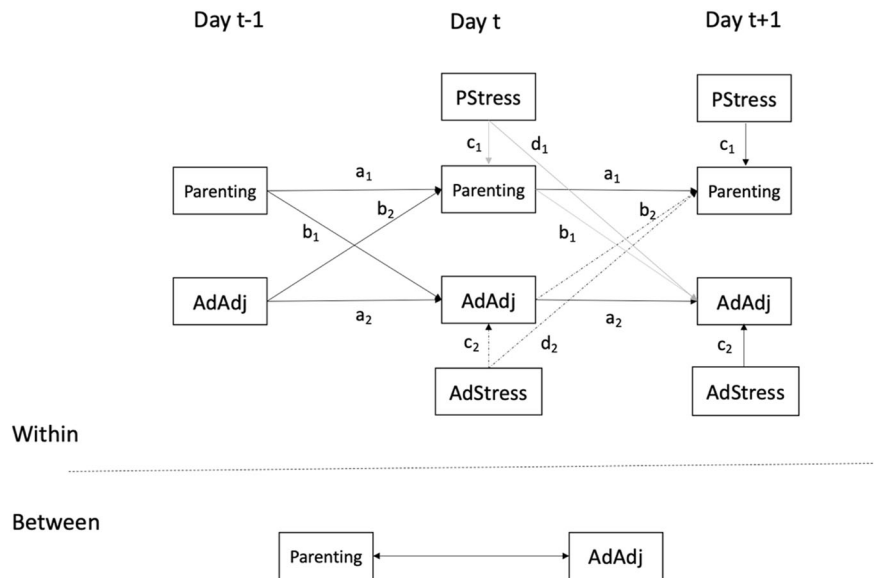 Day t-1 Day t Day t+1
PStress PStress
c₁ d₁ c₁
Parenting a₁ Parenting a₁ Parenting
b₂ b₂
b₁ b₁
AdAdj AdAdj AdAdj
a₂ a₂
c₂ d₂ c₂
AdStress AdStress
Within
Between
Parenting AdAdj